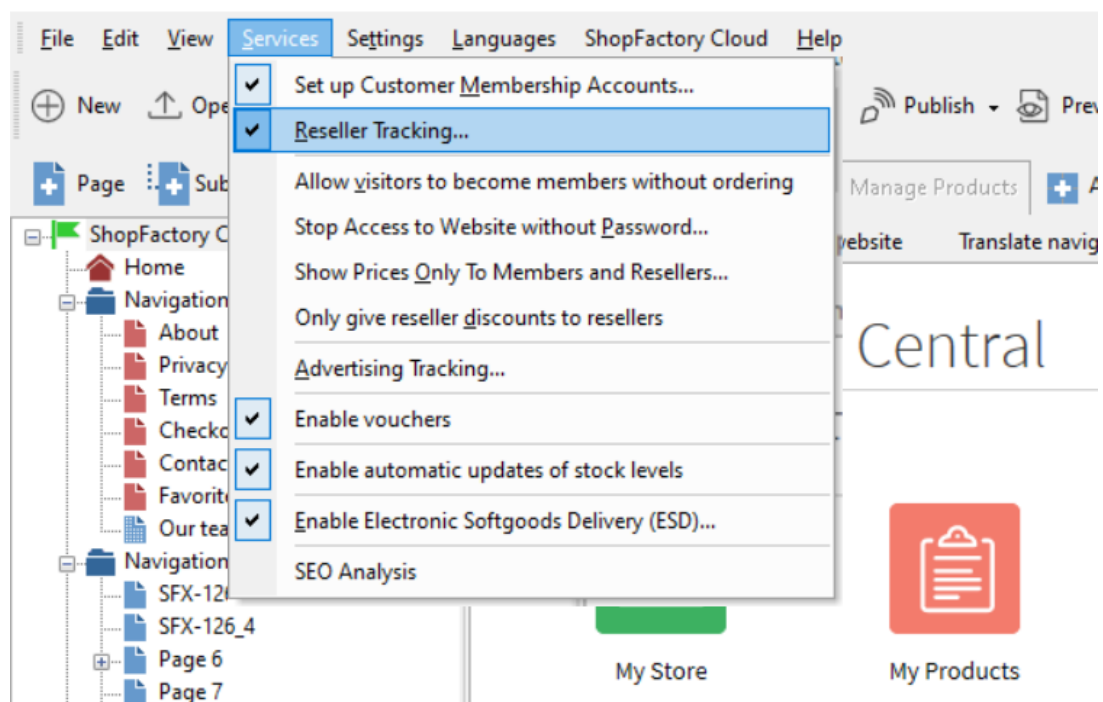 File Edit View Services Settings Languages ShopFactory Cloud Help
New
Publish
Page
Manage Products
Translate
ShopFactory
Home
Navigation
About
Privacy
Terms
Set up Customer Membership Accounts...
Reseller Tracking...
Allow visitors to become members without ordering
Stop Access to Website without Password...
Show Prices Only To Members and Resellers...
Only give reseller discounts to resellers
Advertising Tracking...
Enable vouchers
Enable automatic updates of stock levels
Enable Electronic Softgoods Delivery (ESD)...
SEO Analysis
Central
Navigation
SFX-126_4
Page 6
Page 7
My Store
My Products